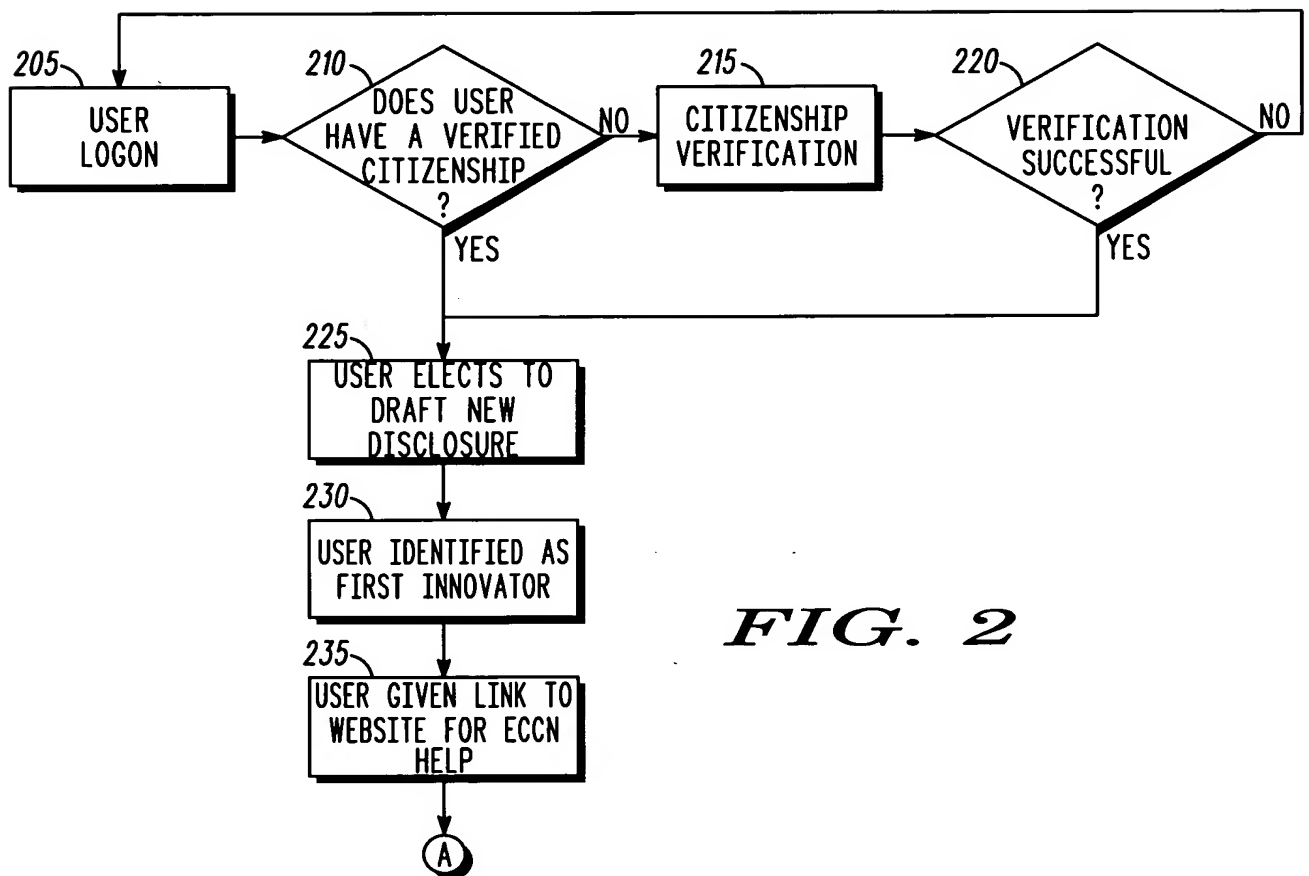 205
USER
LOGON
210
DOES USER
HAVE A VERIFIED
CITIZENSHIP
?
NO
YES
215
CITIZENSHIP
VERIFICATION
220
VERIFICATION
SUCCESSFUL
?
NO
YES
225
USER ELECTS TO
DRAFT NEW
DISCLOSURE
230
USER IDENTIFIED AS
FIRST INNOVATOR
235
USER GIVEN LINK TO
WEBSITE FOR ECCN
HELP
A
FIG. 2